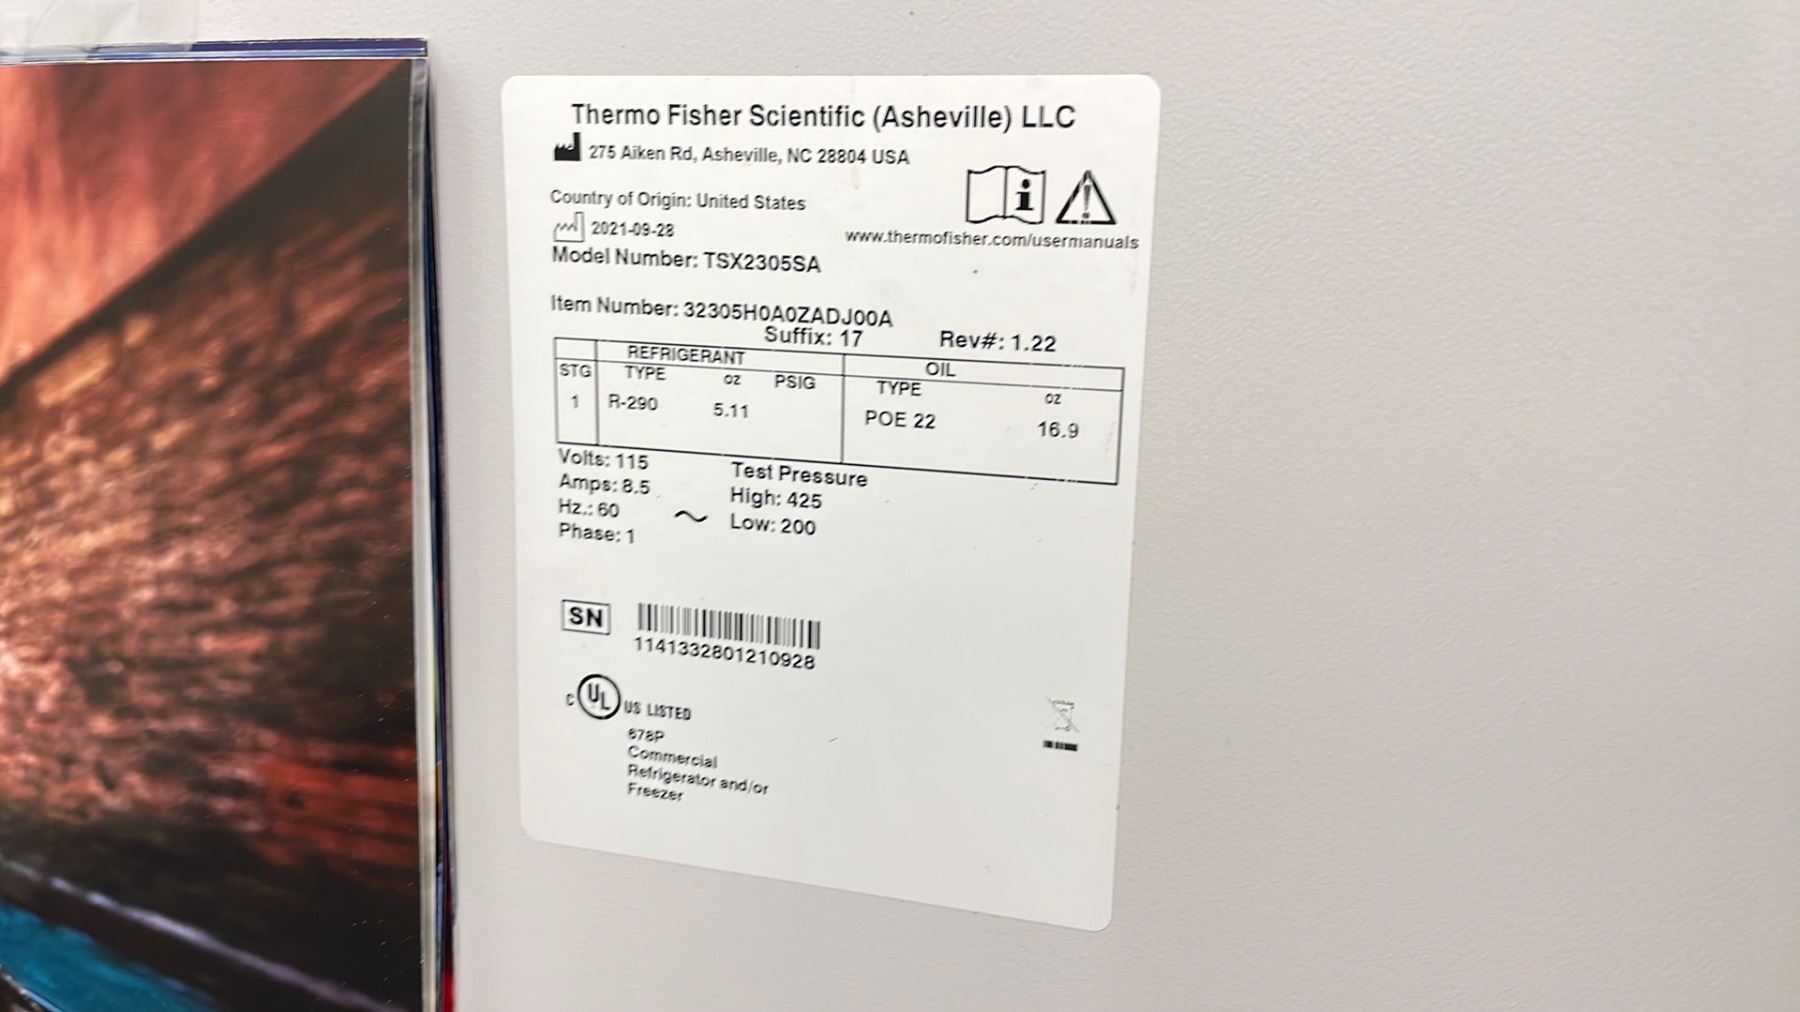 Thermo Fisher Scientific (Asheville) LLC
275 Aiken Rd, Asheville, NC 28804 USA
Country of Origin: United States
2021-09-28
www.thermofisher.com/usermanuals
Model Number: TSX2305SA
Item Number: 32305H0A0ZADJ00A
Suffix: 17 Rev#: 1.22
REFRIGERANT OIL
STG TYPE oz PSIG TYPE oz
1 R-290 5.11 POE 22 16.9
Volts: 115 Test Pressure
Amps: 8.5 High: 425
Hz.: 60 ~ Low: 200
Phase: 1
SN
1141332801210928
C UL US LISTED
678P
Commercial
Refrigerator and/or
Freezer